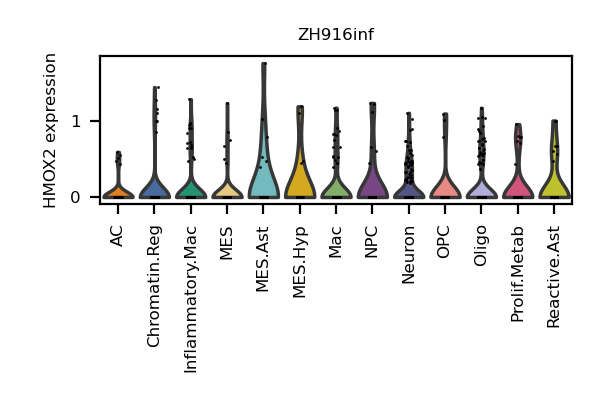 ZH916inf
HMOX2 expression
1
0
AC
Chromatin.Reg
Inflammatory.Mac
MES
MES.Ast
MES.Hyp
Mac
NPC
Neuron
OPC
Oligo
Prolif.Metab
Reactive.Ast